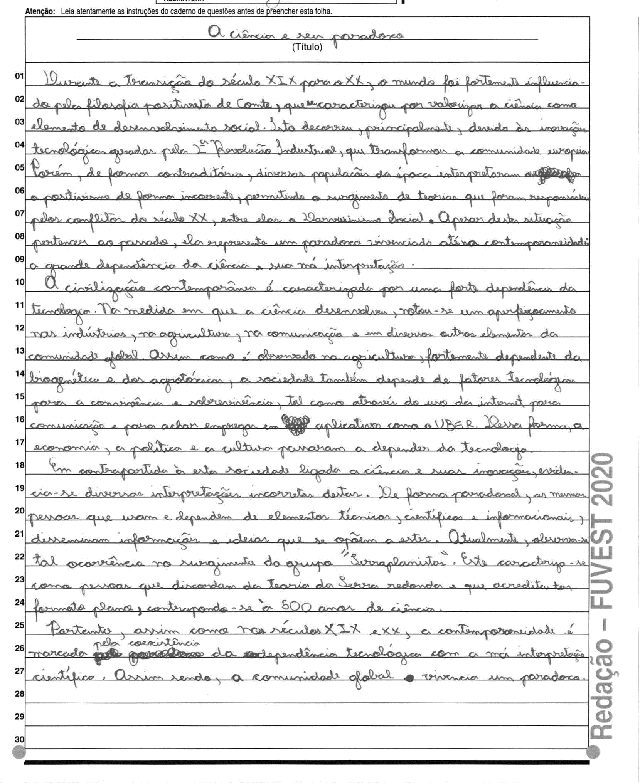 Atenção: Leia atentamente as instruções do caderno de questões antes de preencher esta folha.
A ciência e seu paradoxo
(Título)
01 Durante a transição do século XIX para o XX, o mundo foi fortemente influencia-
02 do pela filosofia positivista de Comte, que caracterizou por valorizar a ciência como
03 elemento de desenvolvimento social. Isto decorreu, principalmente, devido às inovações
04 tecnológicas geradas pela 2ª Revolução Industrial, que transformou a comunidade europeia
05 Porém, de forma contraditória, diversas populações da época interpretaram
06 o positivismo de forma incorreta, permitindo o surgimento de teorias que foram responsáveis
07 pelos conflitos do século XX, entre elas o Darwinismo Social. Apesar desta situação
08 pertencer ao passado, ela representa um paradoxo vivenciado até na contemporaneidade
09 a grande dependência da ciência e sua má interpretação.
10 A civilização contemporânea é caracterizada por uma forte dependência da
11 tecnologia. Na medida em que a ciência desenvolveu, notou-se um aperfeiçoamento
12 nas indústrias, na agricultura, na comunicação e em diversos outros elementos da
13 comunidade global. Assim como é observado na agricultura, fortemente dependente da
14 biogenética e dos agrotóxicos, a sociedade também depende de fatores tecnológicos
15 para a convivência e sobrevivência, tal como através do uso da internet para
16 comunicação e para achar empregos em aplicativos como a UBER. Dessa forma, a
17 economia, a política e a cultura passaram a depender da tecnologia.
18 Em contrapartida à esta sociedade ligada a ciência e suas inovações, eviden-
19 cia-se diversas interpretações incorretas destas. De forma paradoxal, as mesmas
20 pessoas que usam e dependem de elementos técnicos, científicos e informacionais,
21 disseminam informações e ideias que se opõem a estes. Atualmente, observa-se
22 tal ocorrência no surgimento do grupo "Terraplanistas". Este caracteriza-se
23 como pessoas que discordam da teoria da Terra redonda e que acredita ter
24 formato plano, contrapondo-se à 500 anos de ciência.
25 Portanto, assim como nos séculos XIX e XX, a contemporaneidade é
26 marcada pela coexistência da dependência tecnológica com a má interpretação
27 científica. Assim sendo, a comunidade global vivencia um paradoxo.
28
29
30
Redação – FUVEST 2020